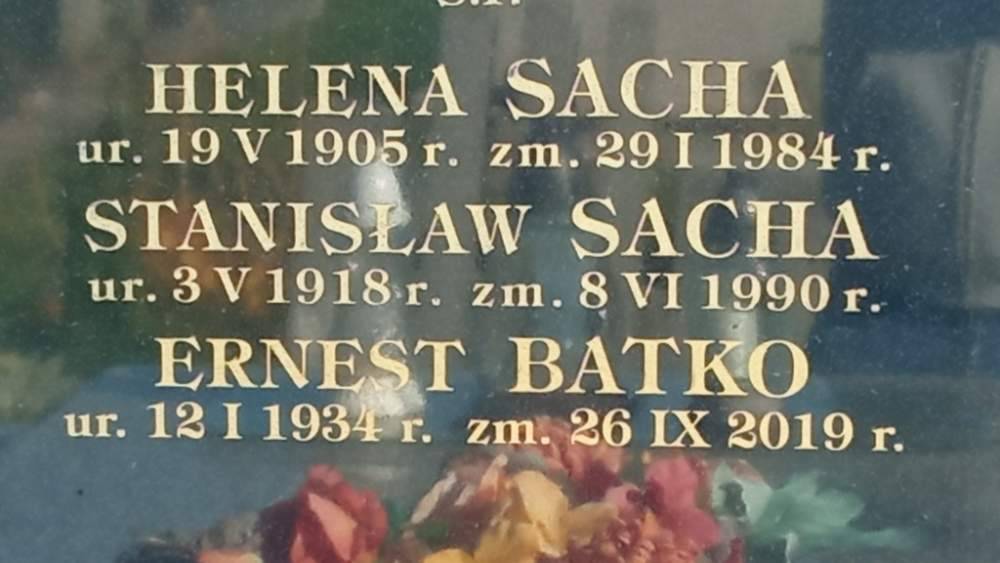 HELENA SACHA
ur. 19 V 1905 r. zm. 29 I 1984 r.
STANISŁAW SACHA
ur. 3 V 1918 r. zm. 8 VI 1990 r.
ERNEST BATKO
ur. 12 I 1934 r. zm. 26 IX 2019 r.